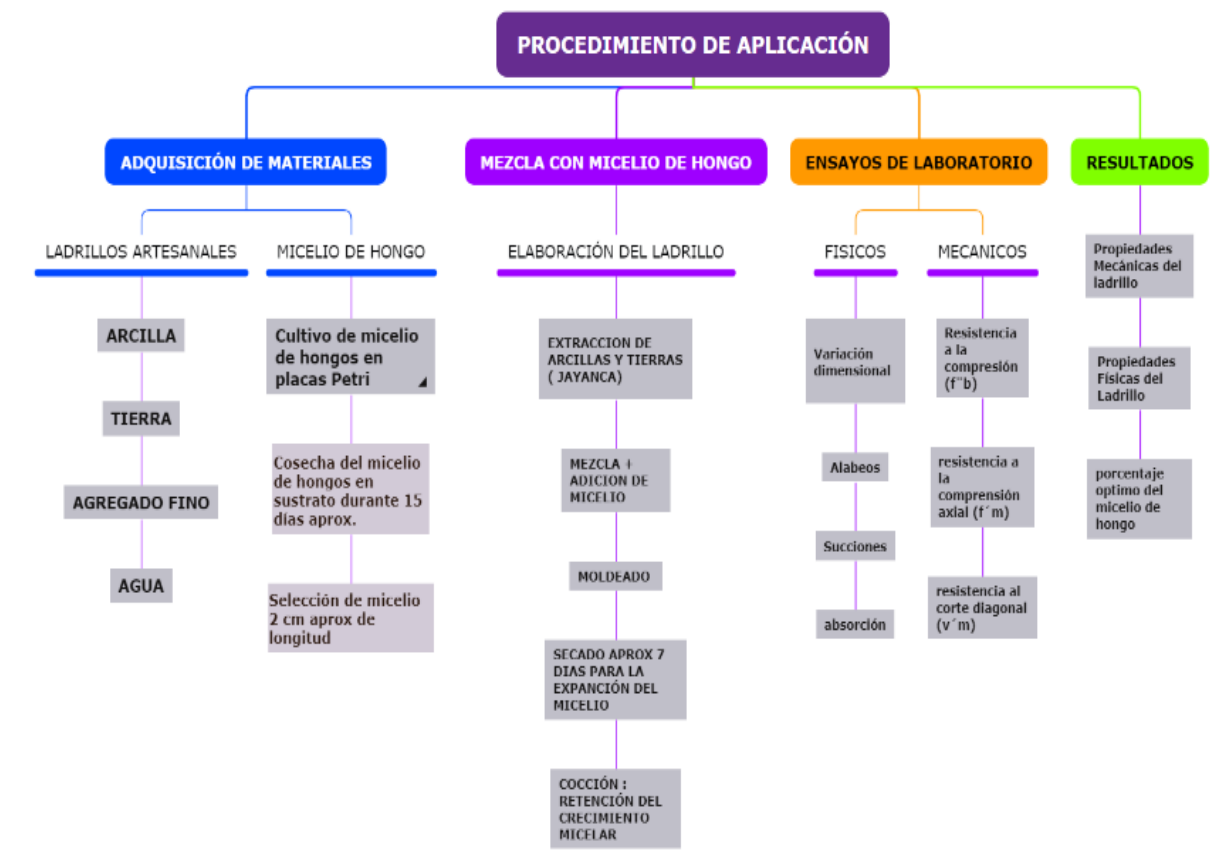 PROCEDIMIENTO DE APLICACIÓN
ADQUISICIÓN DE MATERIALES
LADRILLOS ARTESANALES
ARCILLA
TIERRA
AGREGADO FINO
AGUA
MICELIO DE HONGO
Cultivo de micelio
de hongos en
placas Petri
Cosecha del micelio
de hongos en
sustrato durante 15
días aprox.
Selección de micelio
2 cm aprox de
longitud
MEZCLA CON MICELIO DE HONGO
ELABORACIÓN DEL LADRILLO
EXTRACCION DE
ARCILLAS Y TIERRAS
( JAYANCA)
MEZCLA +
ADICION DE
MICELIO
MOLDEADO
SECADO APROX 7
DIAS PARA LA
EXPANCIÓN DEL
MICELIO
COCCIÓN :
RETENCIÓN DEL
CRECIMIENTO
MICELAR
ENSAYOS DE LABORATORIO
FISICOS
Variación
dimensional
Alabeos
Succiones
absorción
MECANICOS
Resistencia
a la
compresión
(f¨b)
resistencia a
la
comprensión
axial (f´m)
resistencia al
corte diagonal
(v´m)
RESULTADOS
Propiedades
Mecánicas del
ladrillo
Propiedades
Físicas del
Ladrillo
porcentaje
optimo del
micelio de
hongo